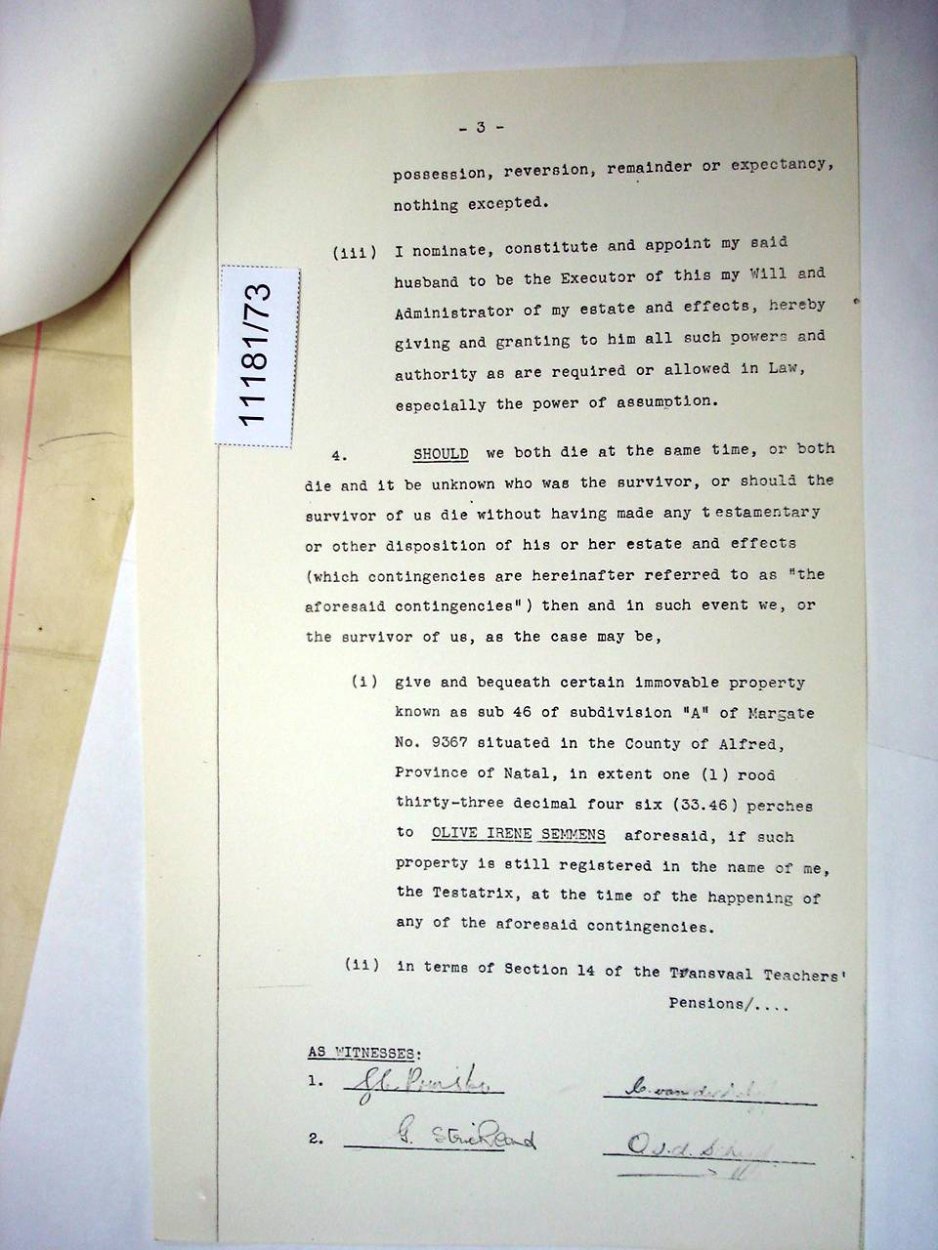 - 3 -
possession, reversion, remainder or expectancy,
nothing excepted.
(iii) I nominate, constitute and appoint my said
husband to be the Executor of this my Will and
Administrator of my estate and effects, hereby
giving and granting to him all such powers and
authority as are required or allowed in Law,
especially the power of assumption.
11181/73
4. SHOULD we both die at the same time, or both
die and it be unknown who was the survivor, or should the
survivor of us die without having made any testamentary
or other disposition of his or her estate and effects
(which contingencies are hereinafter referred to as "the
aforesaid contingencies") then and in such event we, or
the survivor of us, as the case may be,
(i) give and bequeath certain immovable property
known as sub 46 of subdivision "A" of Margate
No. 9367 situated in the County of Alfred,
Province of Natal, in extent one (1) rood
thirty-three decimal four six (33.46) perches
to OLIVE IRENE SEMMENS aforesaid, if such
property is still registered in the name of me,
the Testatrix, at the time of the happening of
any of the aforesaid contingencies.
(ii) in terms of Section 14 of the Transvaal Teachers'
Pensions/....
AS WITNESSES:
1.
2. G. Strickland